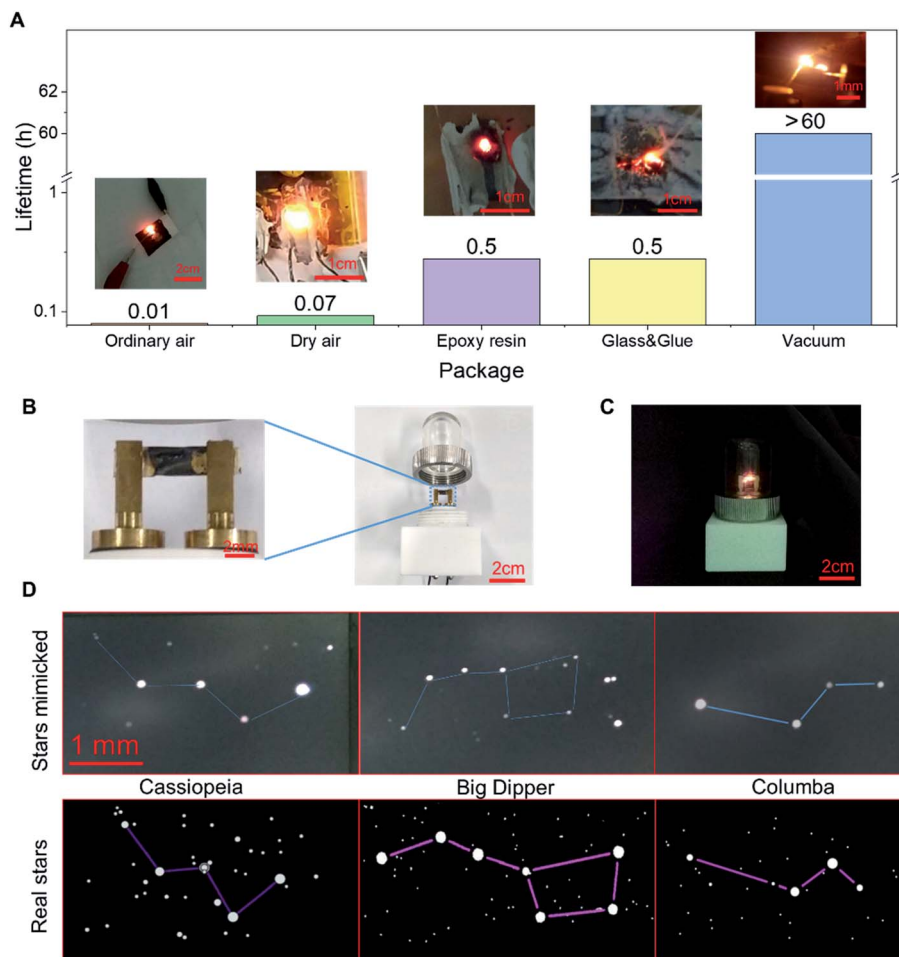 A
Lifetime (h)
62
60
1
0.1
2cm
0.01
1cm
0.07
1cm
0.5
1cm
0.5
1mm
>60
Ordinary air
Dry air
Epoxy resin
Glass&Glue
Vacuum
Package
B
2mm
2cm
C
2cm
D
Stars mimicked
1 mm
Cassiopeia
Big Dipper
Columba
Real stars